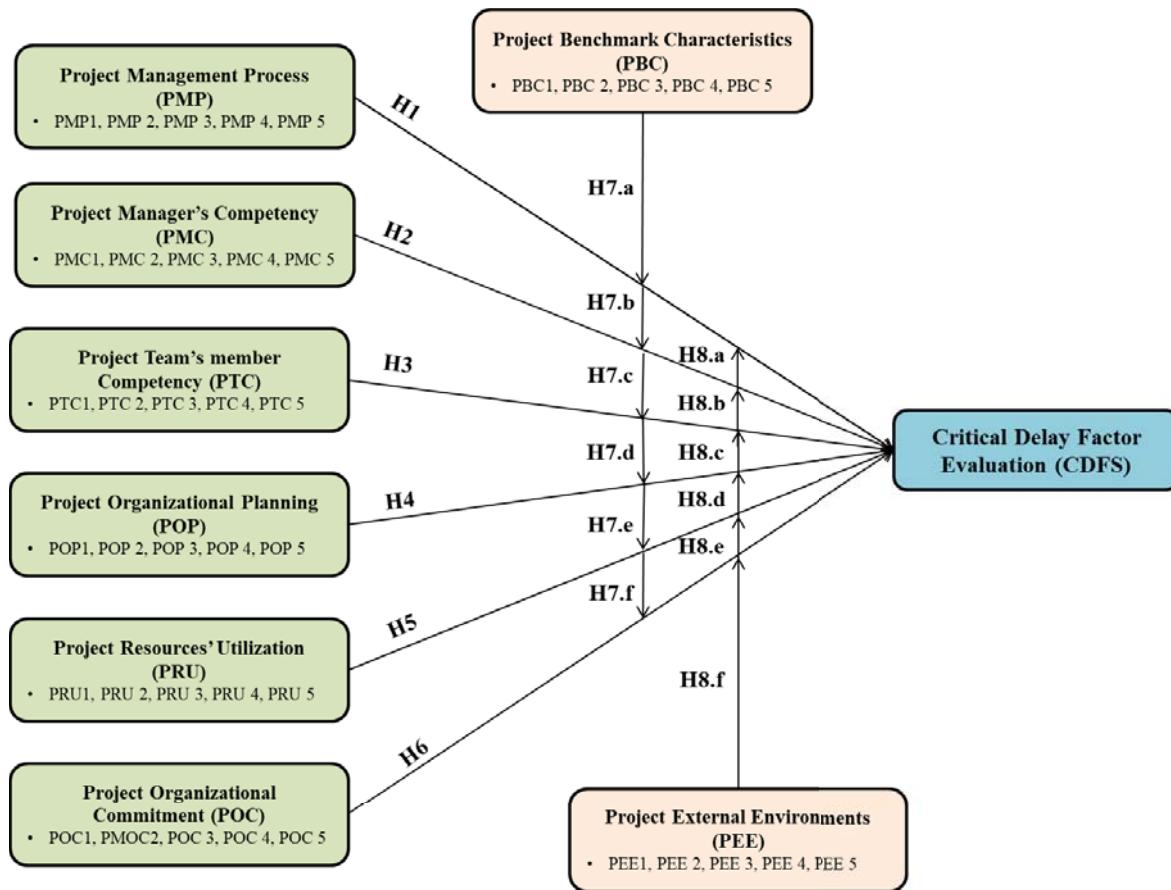 Project Management Process
(PMP)
• PMP1, PMP 2, PMP 3, PMP 4, PMP 5
Project Manager's Competency
(PMC)
• PMC1, PMC 2, PMC 3, PMC 4, PMC 5
Project Team's member
Competency (PTC)
• PTC1, PTC 2, PTC 3, PTC 4, PTC 5
Project Organizational Planning
(POP)
• POP1, POP 2, POP 3, POP 4, POP 5
Project Resources' Utilization
(PRU)
• PRU1, PRU 2, PRU 3, PRU 4, PRU 5
Project Organizational
Commitment (POC)
• POC1, PMOC2, POC 3, POC 4, POC 5
H1
H2
H3
H4
H5
H6
Project Benchmark Characteristics
(PBC)
• PBC1, PBC 2, PBC 3, PBC 4, PBC 5
H7.a
H7.b
H7.c
H7.d
H7.e
H7.f
H8.a
H8.b
H8.c
H8.d
H8.e
H8.f
Project External Environments
(PEE)
• PEE1, PEE 2, PEE 3, PEE 4, PEE 5
Critical Delay Factor
Evaluation (CDFS)